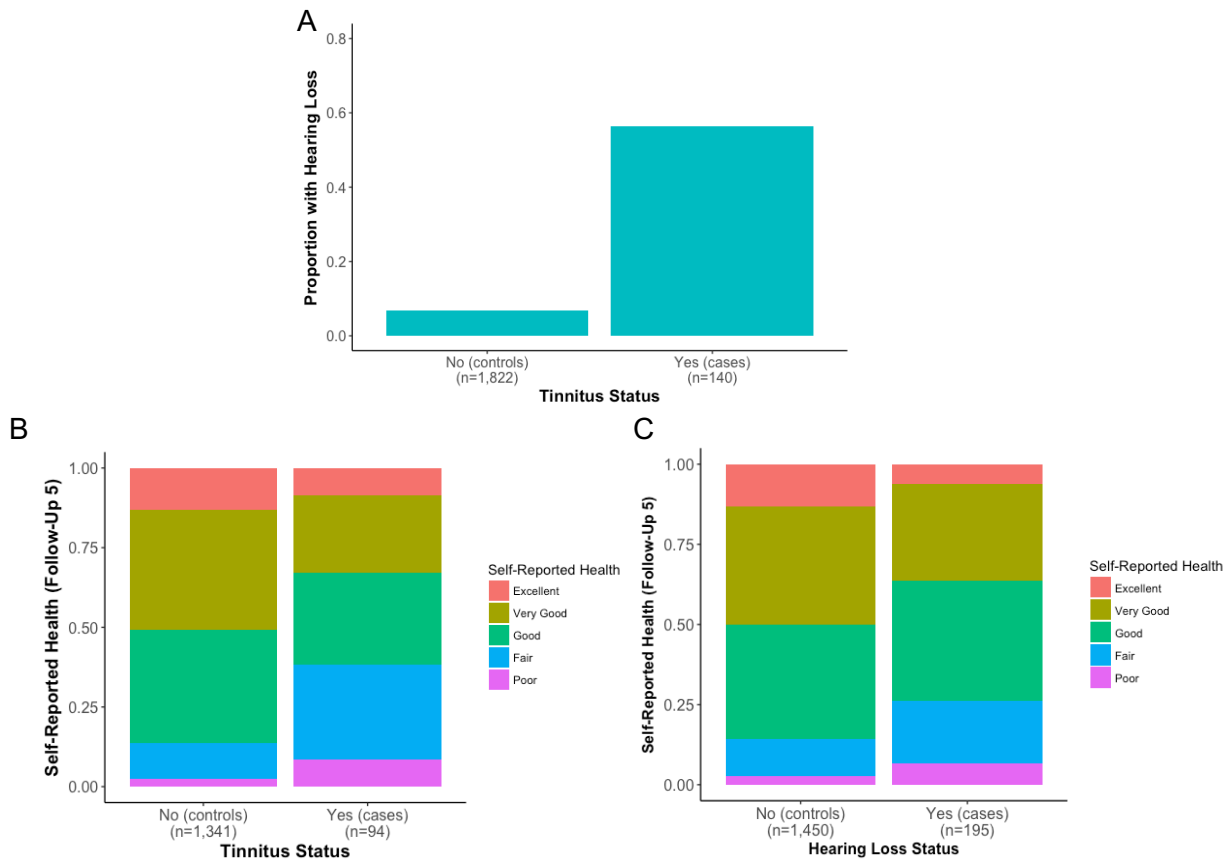 A
Proportion with Hearing Loss
0.8
0.6
0.4
0.2
0.0
No (controls)
(n=1,822)
Yes (cases)
(n=140)
Tinnitus Status
B
Self-Reported Health (Follow-Up 5)
1.00
0.75
0.50
0.25
0.00
No (controls)
(n=1,341)
Yes (cases)
(n=94)
Tinnitus Status
Self-Reported Health
Excellent
Very Good
Good
Fair
Poor
C
Self-Reported Health (Follow-Up 5)
1.00
0.75
0.50
0.25
0.00
No (controls)
(n=1,450)
Yes (cases)
(n=195)
Hearing Loss Status
Self-Reported Health
Excellent
Very Good
Good
Fair
Poor